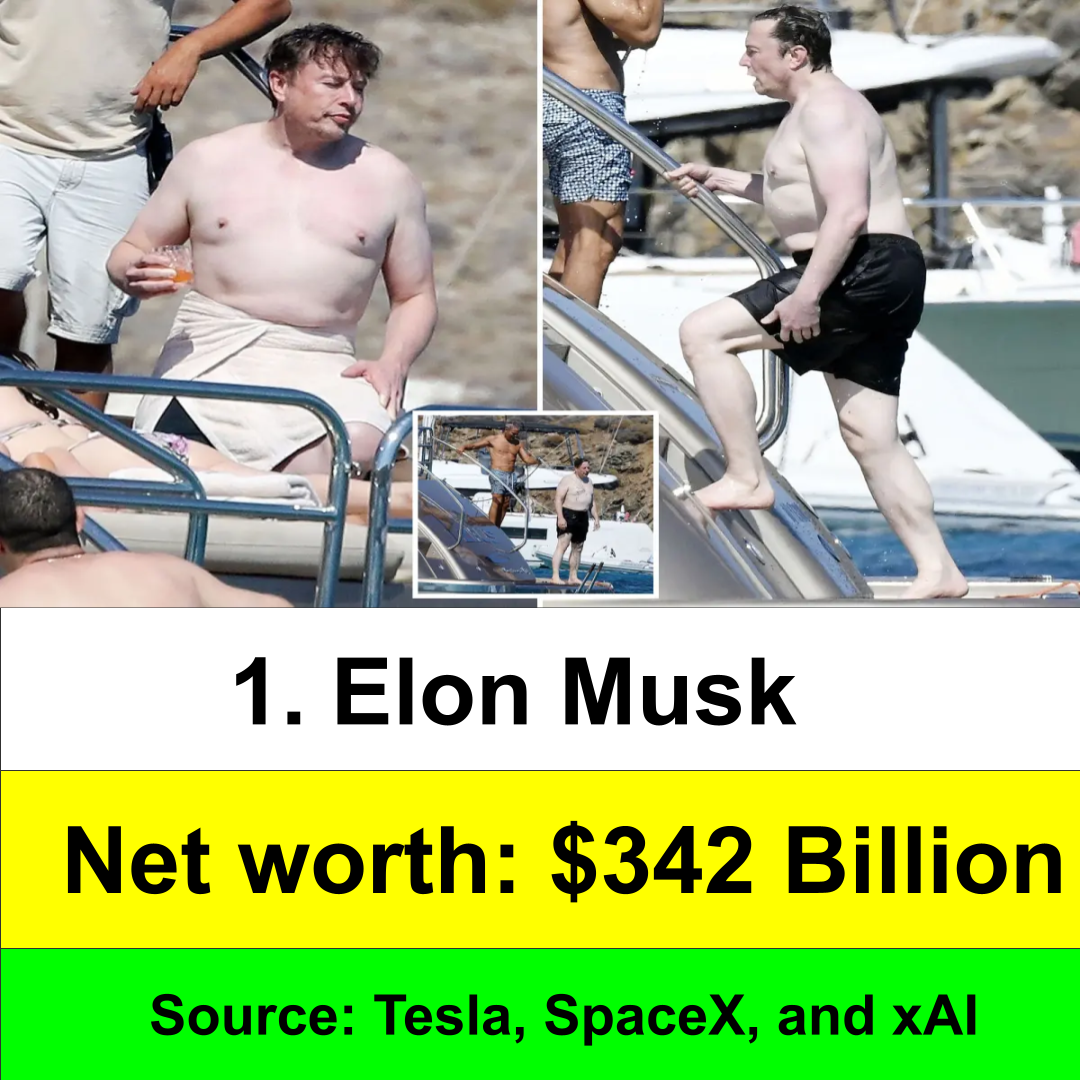 1. Elon Musk
Net worth: $342 Billion
Source: Tesla, SpaceX, and xAI